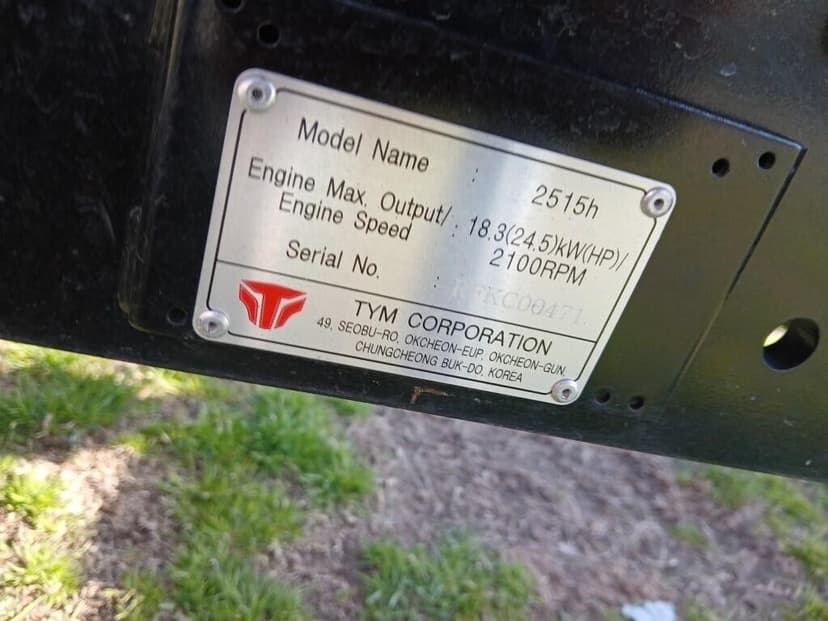 Model Name : 2515h
Engine Max. Output/ : 18.3(24.5)kW(HP)/
Engine Speed 2100RPM
Serial No. :
TYM CORPORATION
49, SEOBU-RO, OKCHEON-EUP, OKCHEON-GUN,
CHUNGCHEONG BUK-DO, KOREA